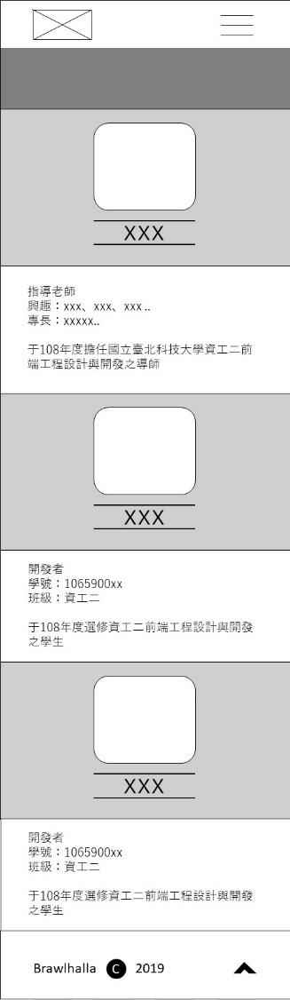 XXX
指導老師
興趣：xxx、xxx、xxx ..
專長：xxxxx..
于108年度擔任國立臺北科技大學資工二前
端工程設計與開發之導師
XXX
開發者
學號：1065900xx
班級：資工二
于108年度選修資工二前端工程設計與開發
之學生
XXX
開發者
學號：1065900xx
班級：資工二
于108年度選修資工二前端工程設計與開發
之學生
Brawlhalla C 2019